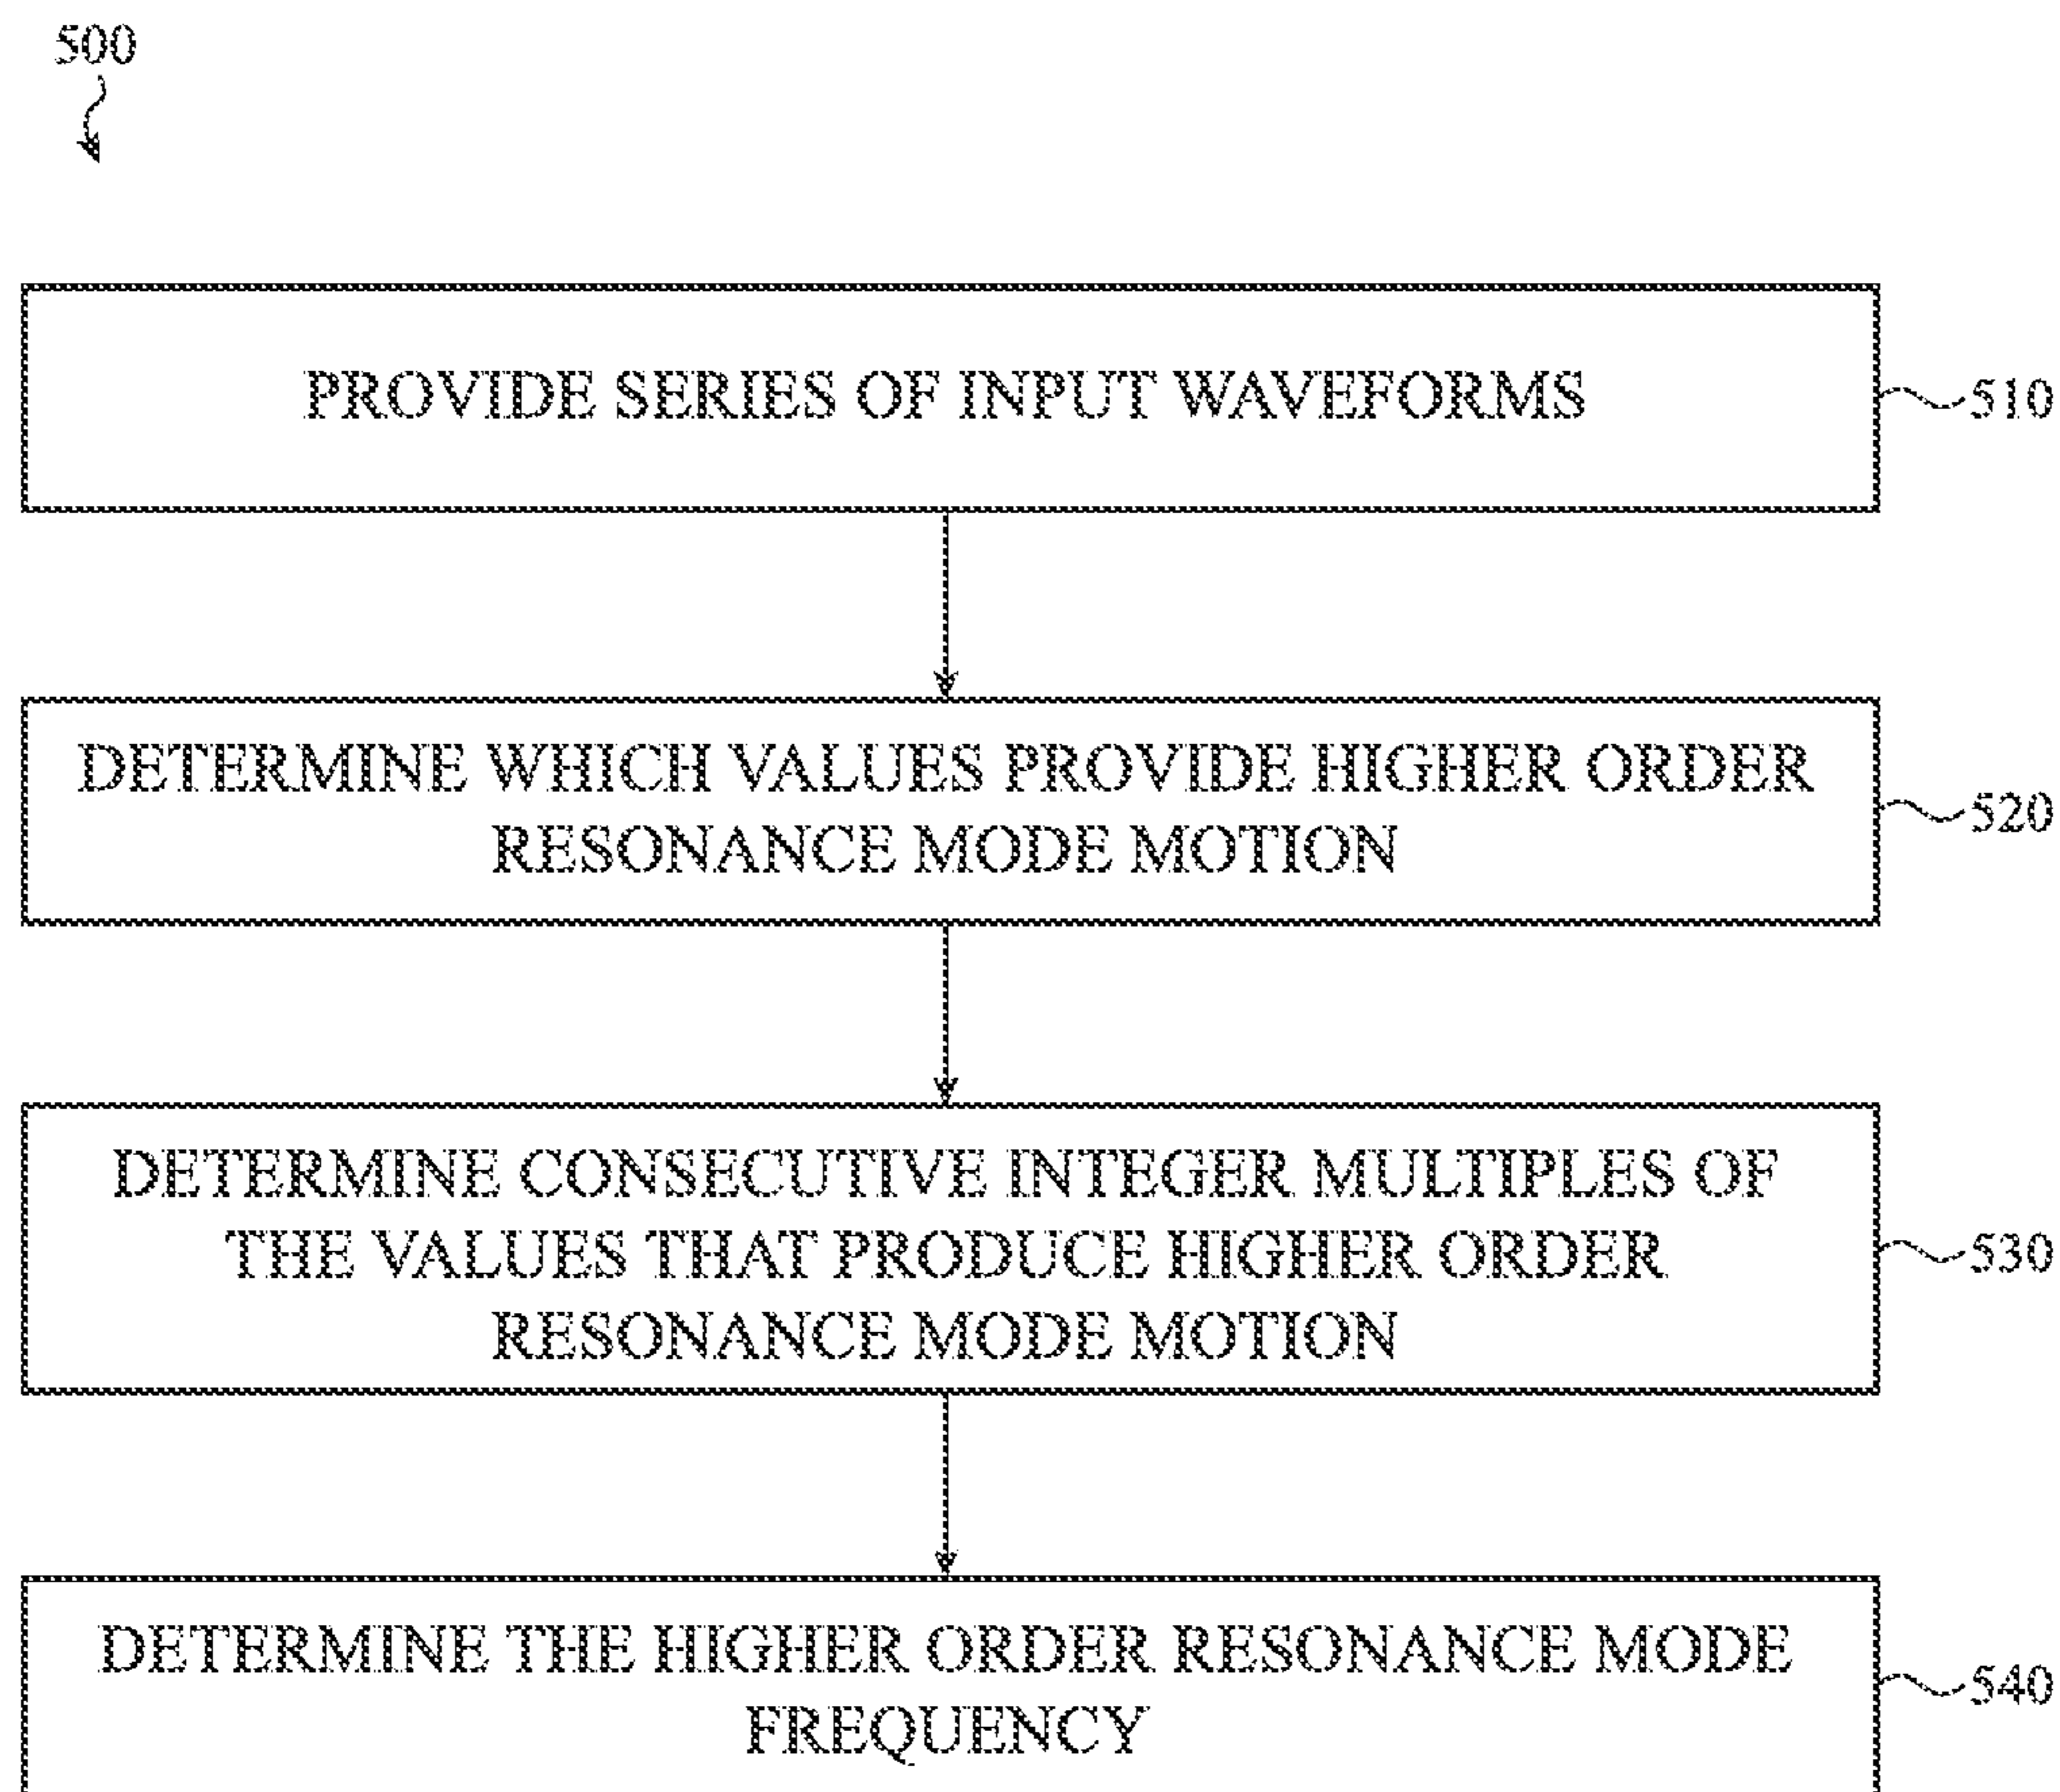 500
PROVIDE SERIES OF INPUT WAVEFORMS
510
DETERMINE WHICH VALUES PROVIDE HIGHER ORDER
RESONANCE MODE MOTION
520
DETERMINE CONSECUTIVE INTEGER MULTIPLES OF
THE VALUES THAT PRODUCE HIGHER ORDER
RESONANCE MODE MOTION
530
DETERMINE THE HIGHER ORDER RESONANCE MODE
FREQUENCY
540